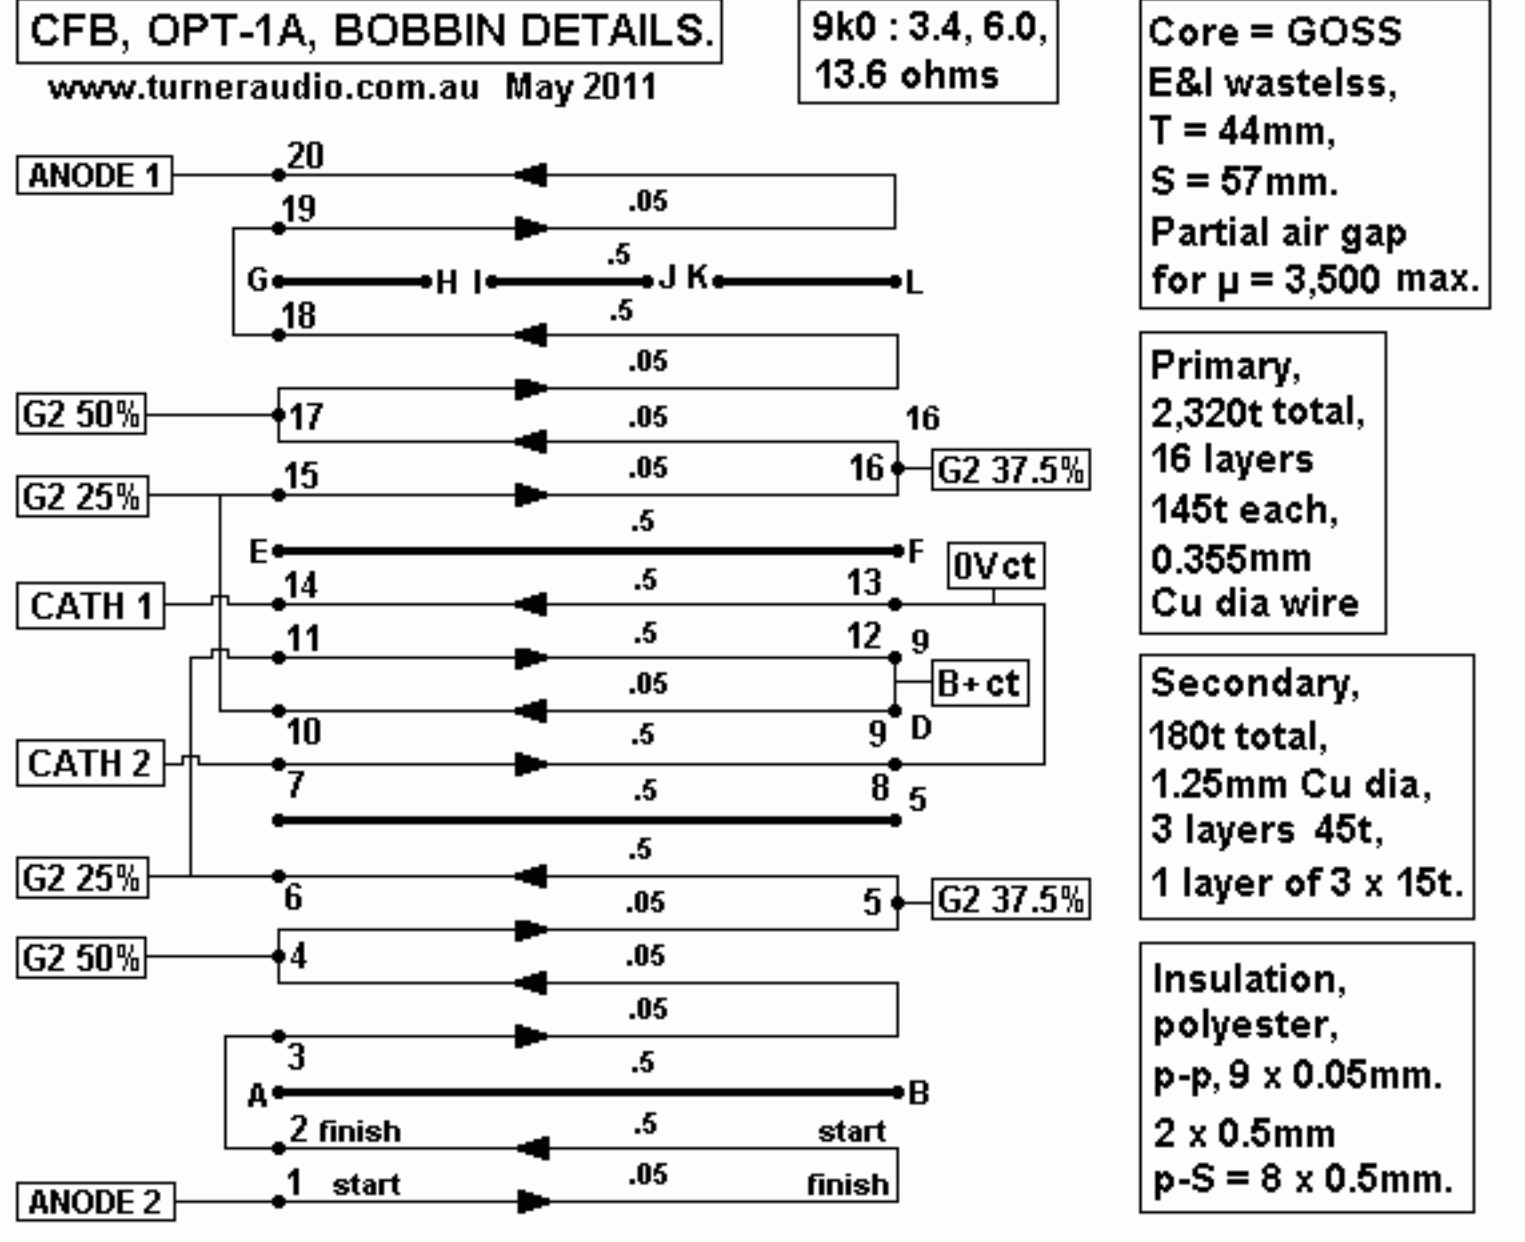 CFB, OPT-1A, BOBBIN DETAILS.
www.turneraudio.com.au May 2011
9k0 : 3.4, 6.0,
13.6 ohms
Core = GOSS
E&I wastelss,
T = 44mm,
S = 57mm.
Partial air gap
for µ = 3,500 max.
Primary,
2,320t total,
16 layers
145t each,
0.355mm
Cu dia wire
Secondary,
180t total,
1.25mm Cu dia,
3 layers 45t,
1 layer of 3 x 15t.
Insulation,
polyester,
p-p, 9 x 0.05mm.
2 x 0.5mm
p-S = 8 x 0.5mm.
ANODE 1
20
.05
19
.5
G H I J K L
.5
18
.05
G2 50%
17
.05
16
.05
16
G2 37.5%
G2 25%
15
.5
E F
0Vct
.5
CATH 1
14
13
.5
11
12
9
.05
B+ct
10
.5
9
D
CATH 2
7
.5
8
5
.5
G2 25%
6
.05
5
G2 37.5%
G2 50%
4
.05
.05
3
.5
A B
.5
2 finish
start
.05
ANODE 2
1 start
finish